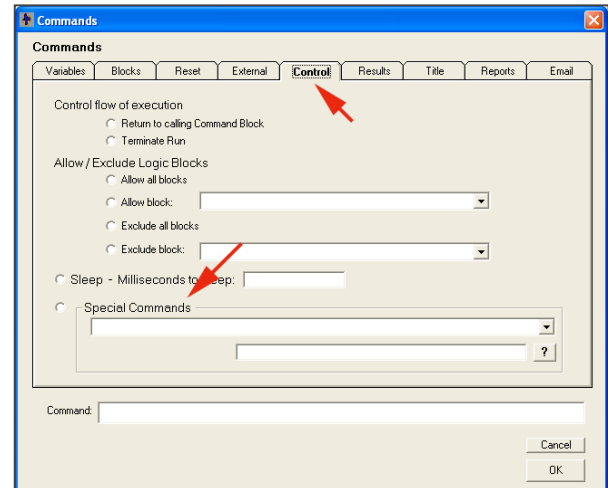 Commands
Commands
Variables Blocks Reset External Control Results Title Reports Email
Control flow of execution
Return to calling Command Block
Terminate Run
Allow / Exclude Logic Blocks
Allow all blocks
Allow block:
Exclude all blocks
Exclude block:
Sleep - Milliseconds to eep:
Special Commands
?
Command:
Cancel
OK